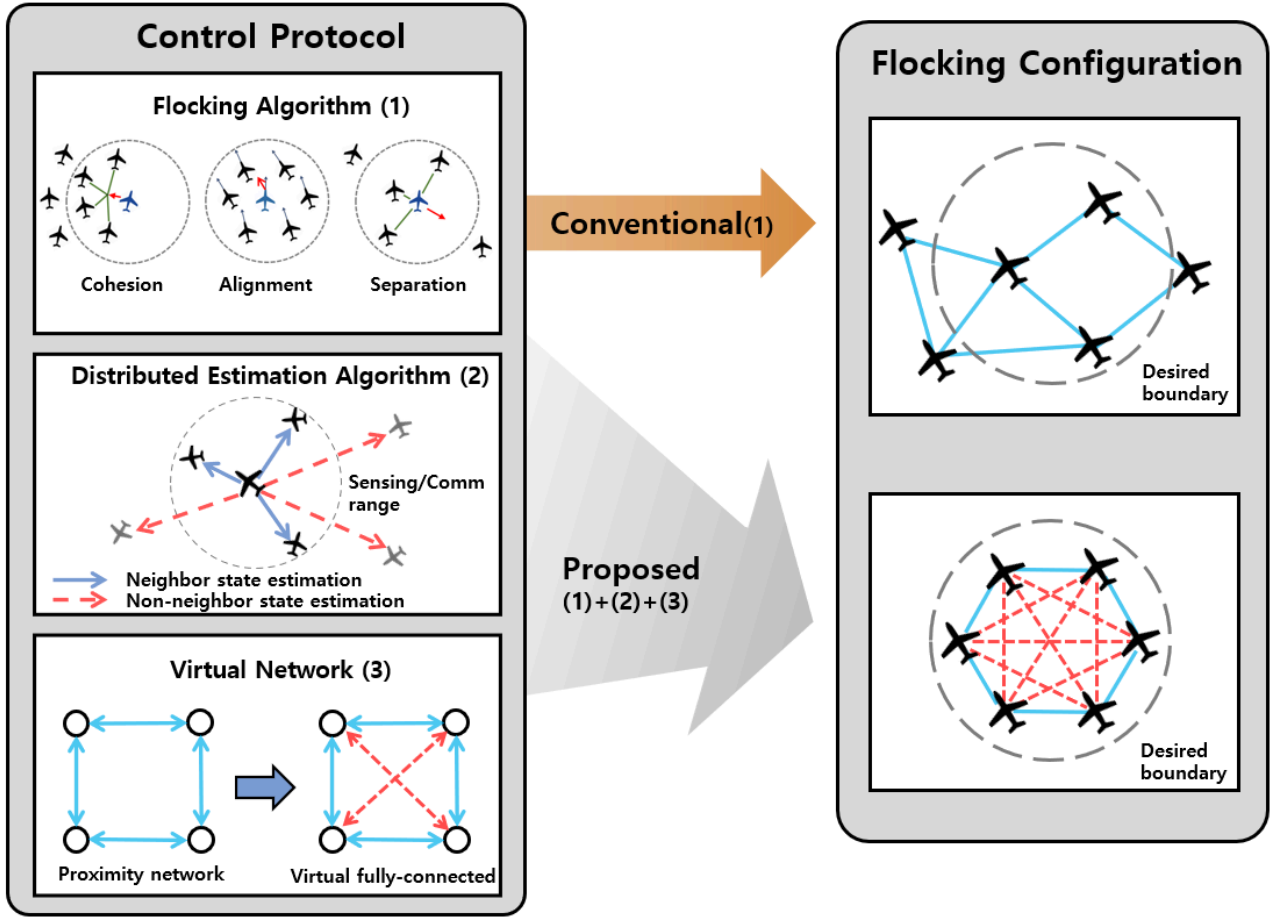 Control Protocol
Flocking Algorithm (1)
Cohesion
Alignment
Separation
Distributed Estimation Algorithm (2)
Sensing/Comm
range
Neighbor state estimation
Non-neighbor state estimation
Virtual Network (3)
Proximity network
Virtual fully-connected
Conventional(1)
Proposed
(1)+(2)+(3)
Flocking Configuration
Desired
boundary
Desired
boundary